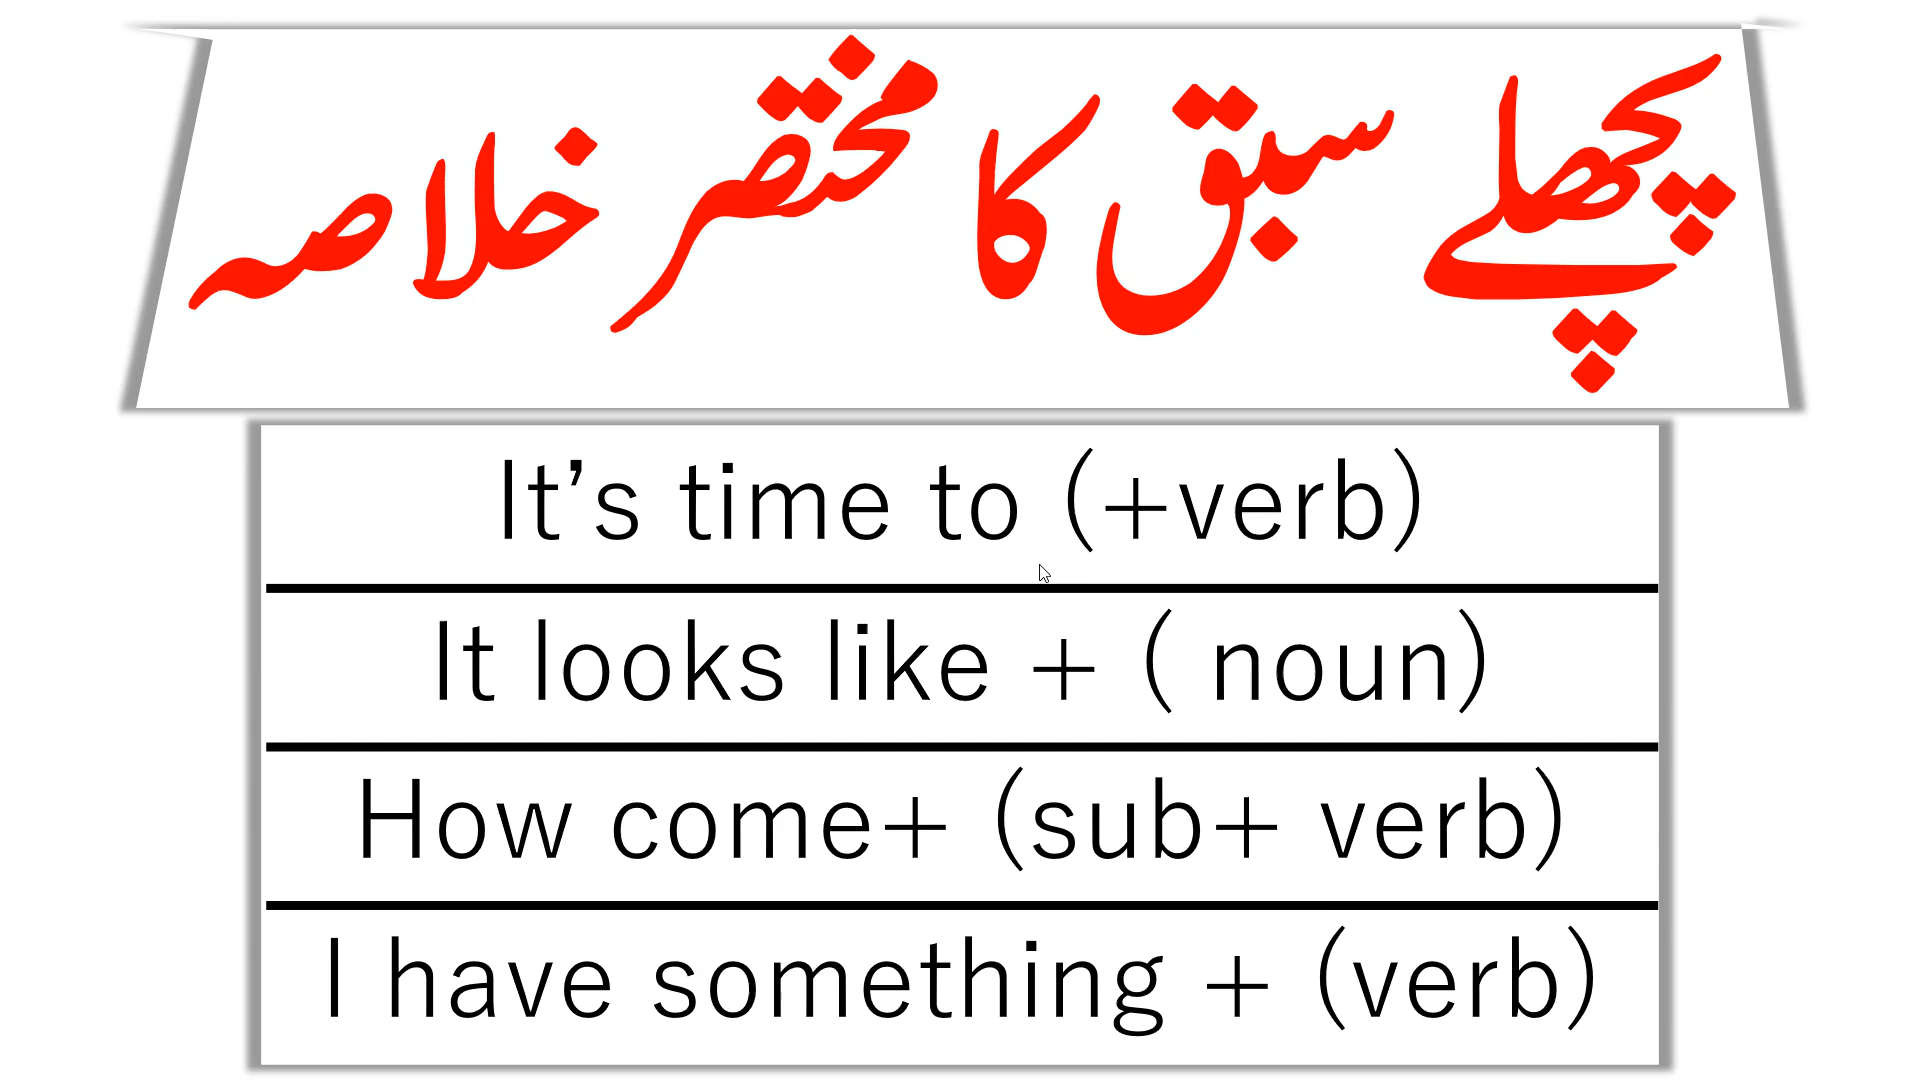 پچھلے سبق کا مختصر خلاصہ
It’s time to (+verb)
It looks like + ( noun)
How come+ (sub+ verb)
I have something + (verb)